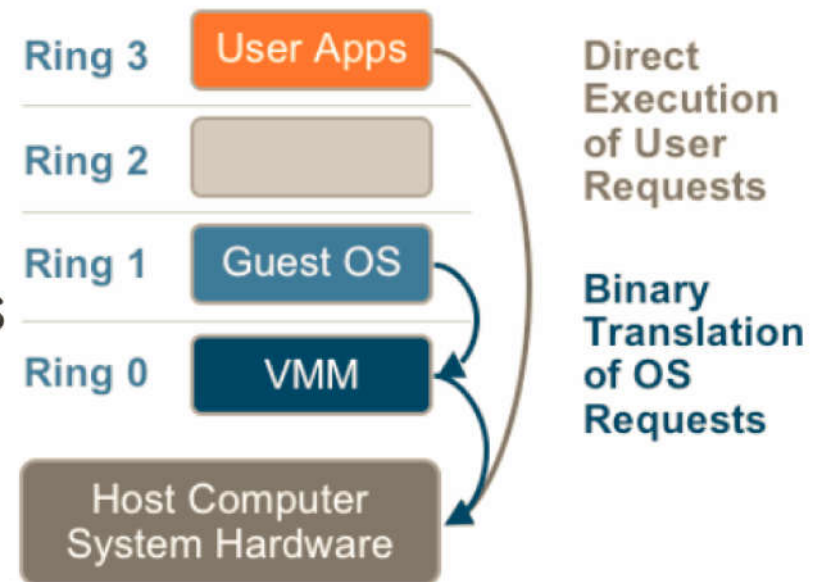 Ring 3
User Apps
Ring 2
Ring 1
Guest OS
s
Ring 0
VMM
Host Computer
System Hardware
Direct
Execution
of User
Requests
Binary
Translation
of OS
Requests